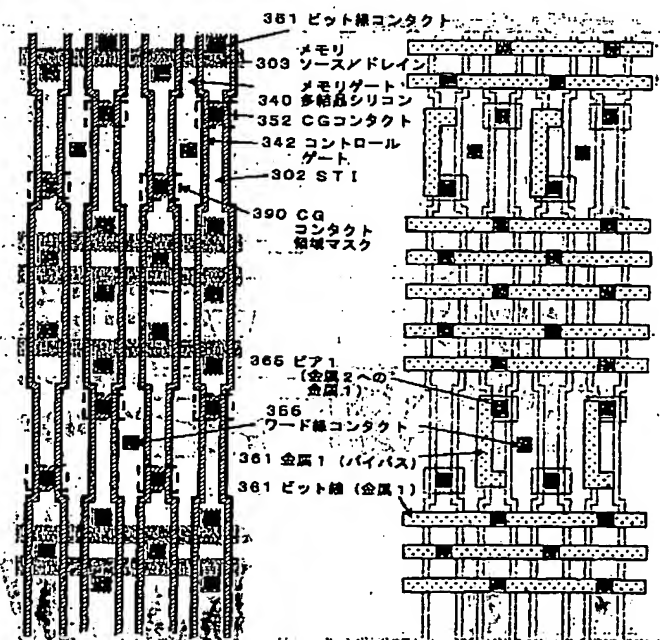 351 ビット線コンタクト
メモリ
303 ソース/ドレイン
メモリゲート
340 多結晶シリコン
352 CGコンタクト
342 コントロール
ゲート
302 STI
390 CG
コンタクト
領域マスク
365 ビア1
(金属2への
金属1)
366
ワード線コンタクト
361 金属1 (バイパス)
361 ビット線 (金属1)